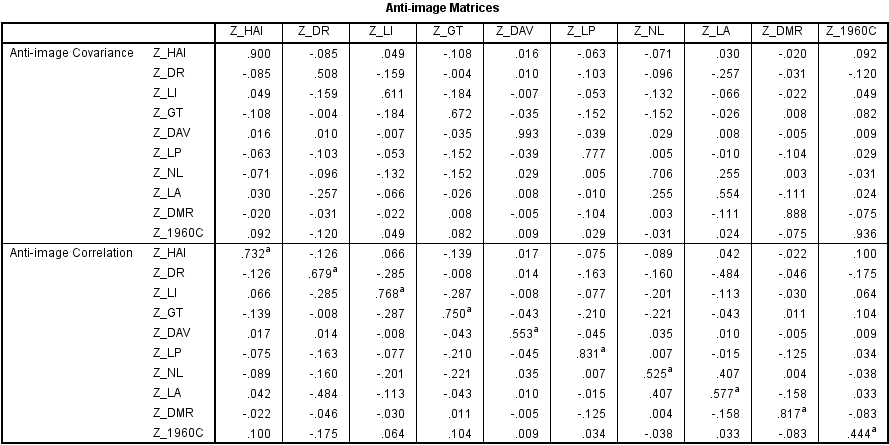 Anti-image Matrices
Z_HAI Z_DR Z_LI Z_GT Z_DAV Z_LP Z_NL Z_LA Z_DMR Z_1960C
Anti-image Covariance Z_HAI .900 -.085 .049 -.108 .016 -.063 -.071 .030 -.020 .092
Z_DR -.085 .508 -.159 -.004 .010 -.103 -.096 -.257 -.031 -.120
Z_LI .049 -.159 .611 -.184 -.007 -.053 -.132 -.066 -.022 .049
Z_GT -.108 -.004 -.184 .672 -.035 -.152 -.152 -.026 .008 .082
Z_DAV .016 .010 -.007 -.035 .993 -.039 .029 .008 -.005 .009
Z_LP -.063 -.103 -.053 -.152 -.039 .777 .005 -.010 -.104 .029
Z_NL -.071 -.096 -.132 -.152 .029 .005 .706 .255 .003 -.031
Z_LA .030 -.257 -.066 -.026 .008 -.010 .255 .554 -.111 .024
Z_DMR -.020 -.031 -.022 .008 -.005 -.104 .003 -.111 .888 -.075
Z_1960C .092 -.120 .049 .082 .009 .029 -.031 .024 -.075 .936
Anti-image Correlation Z_HAI .732a -.126 .066 -.139 .017 -.075 -.089 .042 -.022 .100
Z_DR -.126 .679a -.285 -.008 .014 -.163 -.160 -.484 -.046 -.175
Z_LI .066 -.285 .768a -.287 -.008 -.077 -.201 -.113 -.030 .064
Z_GT -.139 -.008 -.287 .750a -.043 -.210 -.221 -.043 .011 .104
Z_DAV .017 .014 -.008 -.043 .553a -.045 .035 .010 -.005 .009
Z_LP -.075 -.163 -.077 -.210 -.045 .831a .007 -.015 -.125 .034
Z_NL -.089 -.160 -.201 -.221 .035 .007 .525a .407 .004 -.038
Z_LA .042 -.484 -.113 -.043 .010 -.015 .407 .577a -.158 .033
Z_DMR -.022 -.046 -.030 .011 -.005 -.125 .004 -.158 .817a -.083
Z_1960C .100 -.175 .064 .104 .009 .034 -.038 .033 -.083 .444a